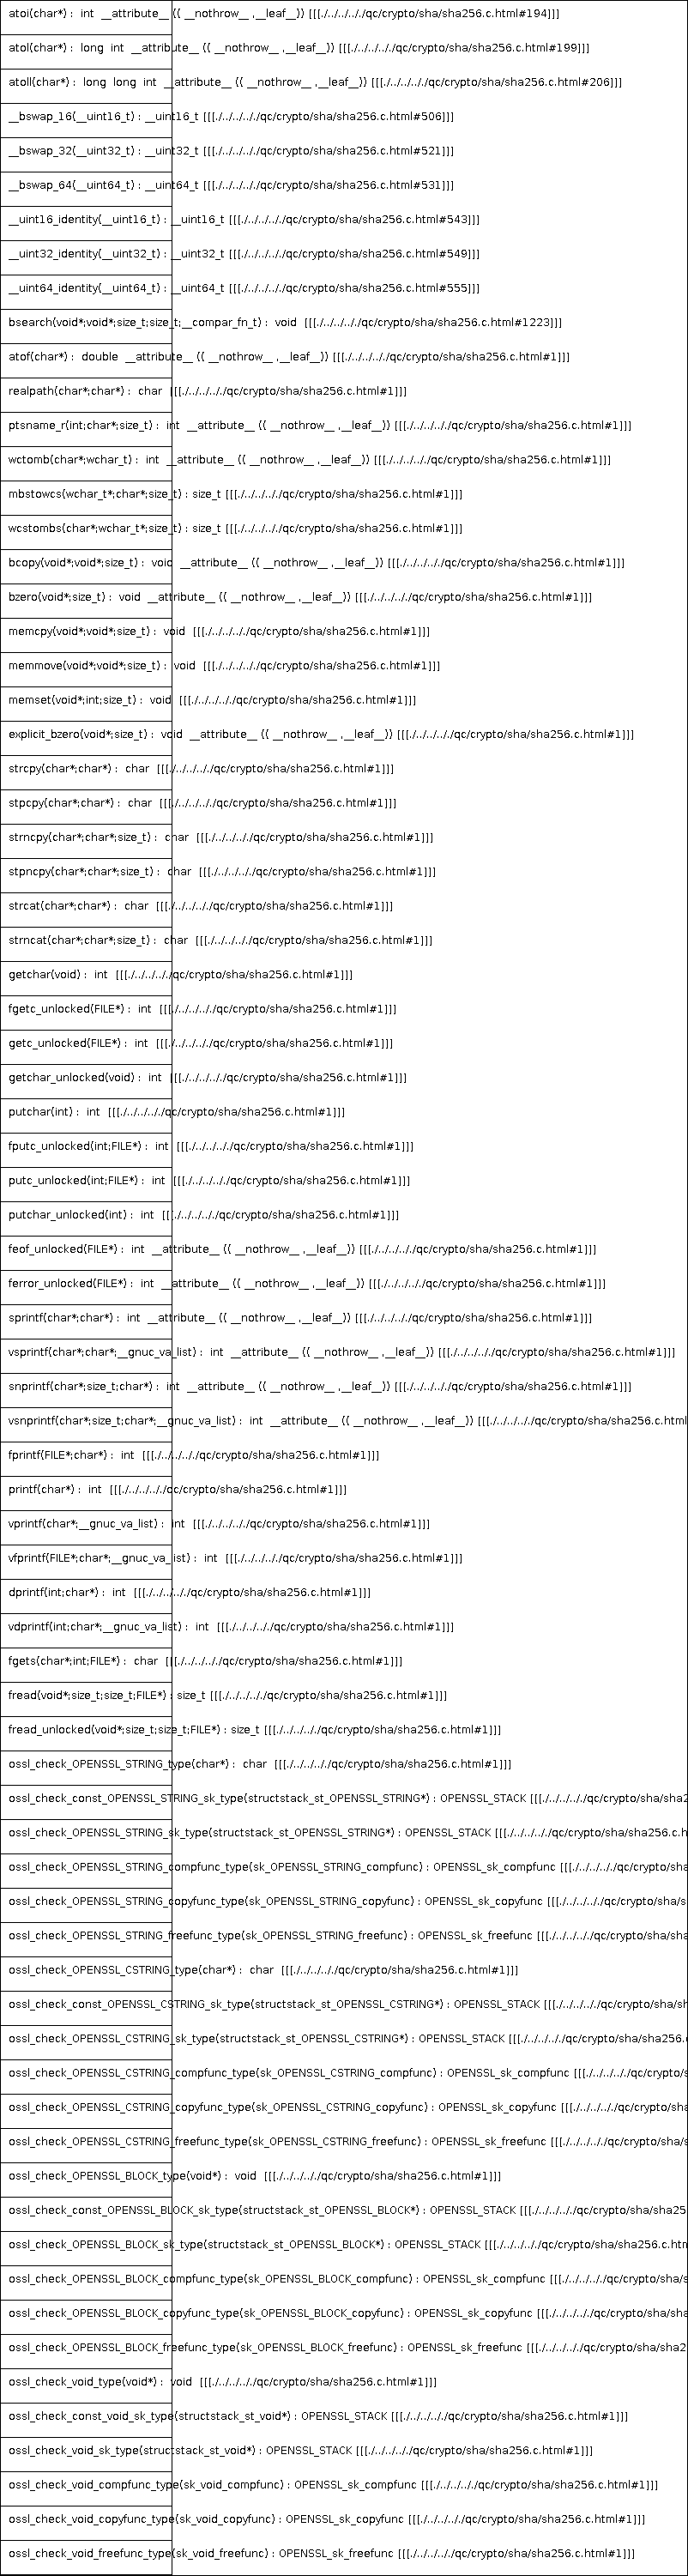 atoi(char*) :  int  __attribute__ (( __nothrow__ ,__leaf__)) [[[./../../../qc/crypto/sha/sha256.c.html#194]]]
atol(char*) :  long  int  __attribute__ (( __nothrow__ ,__leaf__)) [[[./../../../qc/crypto/sha/sha256.c.html#199]]]
atoll(char*) :  long  long  int  __attribute__ (( __nothrow__ ,__leaf__)) [[[./../../../qc/crypto/sha/sha256.c.html#206]]]
__bswap_16(__uint16_t) : __uint16_t [[[./../../../qc/crypto/sha/sha256.c.html#506]]]
__bswap_32(__uint32_t) : __uint32_t [[[./../../../qc/crypto/sha/sha256.c.html#521]]]
__bswap_64(__uint64_t) : __uint64_t [[[./../../../qc/crypto/sha/sha256.c.html#531]]]
__uint16_identity(__uint16_t) : __uint16_t [[[./../../../qc/crypto/sha/sha256.c.html#543]]]
__uint32_identity(__uint32_t) : __uint32_t [[[./../../../qc/crypto/sha/sha256.c.html#549]]]
__uint64_identity(__uint64_t) : __uint64_t [[[./../../../qc/crypto/sha/sha256.c.html#555]]]
bsearch(void*;void*;size_t;size_t;__compar_fn_t) :  void  [[[./../../../qc/crypto/sha/sha256.c.html#1223]]]
atof(char*) :  double  __attribute__ (( __nothrow__ ,__leaf__)) [[[./../../../qc/crypto/sha/sha256.c.html#1]]]
realpath(char*;char*) :  char  [[[./../../../qc/crypto/sha/sha256.c.html#1]]]
ptsname_r(int;char*;size_t) :  int  __attribute__ (( __nothrow__ ,__leaf__)) [[[./../../../qc/crypto/sha/sha256.c.html#1]]]
wctomb(char*;wchar_t) :  int  __attribute__ (( __nothrow__ ,__leaf__)) [[[./../../../qc/crypto/sha/sha256.c.html#1]]]
mbstowcs(wchar_t*;char*;size_t) : size_t [[[./../../../qc/crypto/sha/sha256.c.html#1]]]
wcstombs(char*;wchar_t*;size_t) : size_t [[[./../../../qc/crypto/sha/sha256.c.html#1]]]
bcopy(void*;void*;size_t) :  void  __attribute__ (( __nothrow__ ,__leaf__)) [[[./../../../qc/crypto/sha/sha256.c.html#1]]]
bzero(void*;size_t) :  void  __attribute__ (( __nothrow__ ,__leaf__)) [[[./../../../qc/crypto/sha/sha256.c.html#1]]]
memcpy(void*;void*;size_t) :  void  [[[./../../../qc/crypto/sha/sha256.c.html#1]]]
memmove(void*;void*;size_t) :  void  [[[./../../../qc/crypto/sha/sha256.c.html#1]]]
memset(void*;int;size_t) :  void  [[[./../../../qc/crypto/sha/sha256.c.html#1]]]
explicit_bzero(void*;size_t) :  void  __attribute__ (( __nothrow__ ,__leaf__)) [[[./../../../qc/crypto/sha/sha256.c.html#1]]]
strcpy(char*;char*) :  char  [[[./../../../qc/crypto/sha/sha256.c.html#1]]]
stpcpy(char*;char*) :  char  [[[./../../../qc/crypto/sha/sha256.c.html#1]]]
strncpy(char*;char*;size_t) :  char  [[[./../../../qc/crypto/sha/sha256.c.html#1]]]
stpncpy(char*;char*;size_t) :  char  [[[./../../../qc/crypto/sha/sha256.c.html#1]]]
strcat(char*;char*) :  char  [[[./../../../qc/crypto/sha/sha256.c.html#1]]]
strncat(char*;char*;size_t) :  char  [[[./../../../qc/crypto/sha/sha256.c.html#1]]]
getchar(void) :  int  [[[./../../../qc/crypto/sha/sha256.c.html#1]]]
fgetc_unlocked(FILE*) :  int  [[[./../../../qc/crypto/sha/sha256.c.html#1]]]
getc_unlocked(FILE*) :  int  [[[./../../../qc/crypto/sha/sha256.c.html#1]]]
getchar_unlocked(void) :  int  [[[./../../../qc/crypto/sha/sha256.c.html#1]]]
putchar(int) :  int  [[[./../../../qc/crypto/sha/sha256.c.html#1]]]
fputc_unlocked(int;FILE*) :  int  [[[./../../../qc/crypto/sha/sha256.c.html#1]]]
putc_unlocked(int;FILE*) :  int  [[[./../../../qc/crypto/sha/sha256.c.html#1]]]
putchar_unlocked(int) :  int  [[[./../../../qc/crypto/sha/sha256.c.html#1]]]
feof_unlocked(FILE*) :  int  __attribute__ (( __nothrow__ ,__leaf__)) [[[./../../../qc/crypto/sha/sha256.c.html#1]]]
ferror_unlocked(FILE*) :  int  __attribute__ (( __nothrow__ ,__leaf__)) [[[./../../../qc/crypto/sha/sha256.c.html#1]]]
sprintf(char*;char*) :  int  __attribute__ (( __nothrow__ ,__leaf__)) [[[./../../../qc/crypto/sha/sha256.c.html#1]]]
vsprintf(char*;char*;__gnuc_va_list) :  int  __attribute__ (( __nothrow__ ,__leaf__)) [[[./../../../qc/crypto/sha/sha256.c.html#1]]]
snprintf(char*;size_t;char*) :  int  __attribute__ (( __nothrow__ ,__leaf__)) [[[./../../../qc/crypto/sha/sha256.c.html#1]]]
vsnprintf(char*;size_t;char*;__gnuc_va_list) :  int  __attribute__ (( __nothrow__ ,__leaf__)) [[[./../../../qc/crypto/sha/sha256.c.html
fprintf(FILE*;char*) :  int  [[[./../../../qc/crypto/sha/sha256.c.html#1]]]
printf(char*) :  int  [[[./../../../qc/crypto/sha/sha256.c.html#1]]]
vprintf(char*;__gnuc_va_list) :  int  [[[./../../../qc/crypto/sha/sha256.c.html#1]]]
vfprintf(FILE*;char*;__gnuc_va_list) :  int  [[[./../../../qc/crypto/sha/sha256.c.html#1]]]
dprintf(int;char*) :  int  [[[./../../../qc/crypto/sha/sha256.c.html#1]]]
vdprintf(int;char*;__gnuc_va_list) :  int  [[[./../../../qc/crypto/sha/sha256.c.html#1]]]
fgets(char*;int;FILE*) :  char  [[[./../../../qc/crypto/sha/sha256.c.html#1]]]
fread(void*;size_t;size_t;FILE*) : size_t [[[./../../../qc/crypto/sha/sha256.c.html#1]]]
fread_unlocked(void*;size_t;size_t;FILE*) : size_t [[[./../../../qc/crypto/sha/sha256.c.html#1]]]
ossl_check_OPENSSL_STRING_type(char*) :  char  [[[./../../../qc/crypto/sha/sha256.c.html#1]]]
ossl_check_const_OPENSSL_STRING_sk_type(structstack_st_OPENSSL_STRING*) : OPENSSL_STACK [[[./../../../qc/crypto/sha/sha2
ossl_check_OPENSSL_STRING_sk_type(structstack_st_OPENSSL_STRING*) : OPENSSL_STACK [[[./../../../qc/crypto/sha/sha256.c.h
ossl_check_OPENSSL_STRING_compfunc_type(sk_OPENSSL_STRING_compfunc) : OPENSSL_sk_compfunc [[[./../../../qc/crypto/sha
ossl_check_OPENSSL_STRING_copyfunc_type(sk_OPENSSL_STRING_copyfunc) : OPENSSL_sk_copyfunc [[[./../../../qc/crypto/sha/s
ossl_check_OPENSSL_STRING_freefunc_type(sk_OPENSSL_STRING_freefunc) : OPENSSL_sk_freefunc [[[./../../../qc/crypto/sha/sha
ossl_check_OPENSSL_CSTRING_type(char*) :  char  [[[./../../../qc/crypto/sha/sha256.c.html#1]]]
ossl_check_const_OPENSSL_CSTRING_sk_type(structstack_st_OPENSSL_CSTRING*) : OPENSSL_STACK [[[./../../../qc/crypto/sha/sh
ossl_check_OPENSSL_CSTRING_sk_type(structstack_st_OPENSSL_CSTRING*) : OPENSSL_STACK [[[./../../../qc/crypto/sha/sha256.
ossl_check_OPENSSL_CSTRING_compfunc_type(sk_OPENSSL_CSTRING_compfunc) : OPENSSL_sk_compfunc [[[./../../../qc/crypto/s
ossl_check_OPENSSL_CSTRING_copyfunc_type(sk_OPENSSL_CSTRING_copyfunc) : OPENSSL_sk_copyfunc [[[./../../../qc/crypto/sha
ossl_check_OPENSSL_CSTRING_freefunc_type(sk_OPENSSL_CSTRING_freefunc) : OPENSSL_sk_freefunc [[[./../../../qc/crypto/sha/s
ossl_check_OPENSSL_BLOCK_type(void*) :  void  [[[./../../../qc/crypto/sha/sha256.c.html#1]]]
ossl_check_const_OPENSSL_BLOCK_sk_type(structstack_st_OPENSSL_BLOCK*) : OPENSSL_STACK [[[./../../../qc/crypto/sha/sha25
ossl_check_OPENSSL_BLOCK_sk_type(structstack_st_OPENSSL_BLOCK*) : OPENSSL_STACK [[[./../../../qc/crypto/sha/sha256.c.htm
ossl_check_OPENSSL_BLOCK_compfunc_type(sk_OPENSSL_BLOCK_compfunc) : OPENSSL_sk_compfunc [[[./../../../qc/crypto/sha/s
ossl_check_OPENSSL_BLOCK_copyfunc_type(sk_OPENSSL_BLOCK_copyfunc) : OPENSSL_sk_copyfunc [[[./../../../qc/crypto/sha/sha
ossl_check_OPENSSL_BLOCK_freefunc_type(sk_OPENSSL_BLOCK_freefunc) : OPENSSL_sk_freefunc [[[./../../../qc/crypto/sha/sha2
ossl_check_void_type(void*) :  void  [[[./../../../qc/crypto/sha/sha256.c.html#1]]]
ossl_check_const_void_sk_type(structstack_st_void*) : OPENSSL_STACK [[[./../../../qc/crypto/sha/sha256.c.html#1]]]
ossl_check_void_sk_type(structstack_st_void*) : OPENSSL_STACK [[[./../../../qc/crypto/sha/sha256.c.html#1]]]
ossl_check_void_compfunc_type(sk_void_compfunc) : OPENSSL_sk_compfunc [[[./../../../qc/crypto/sha/sha256.c.html#1]]]
ossl_check_void_copyfunc_type(sk_void_copyfunc) : OPENSSL_sk_copyfunc [[[./../../../qc/crypto/sha/sha256.c.html#1]]]
ossl_check_void_freefunc_type(sk_void_freefunc) : OPENSSL_sk_freefunc [[[./../../../qc/crypto/sha/sha256.c.html#1]]]